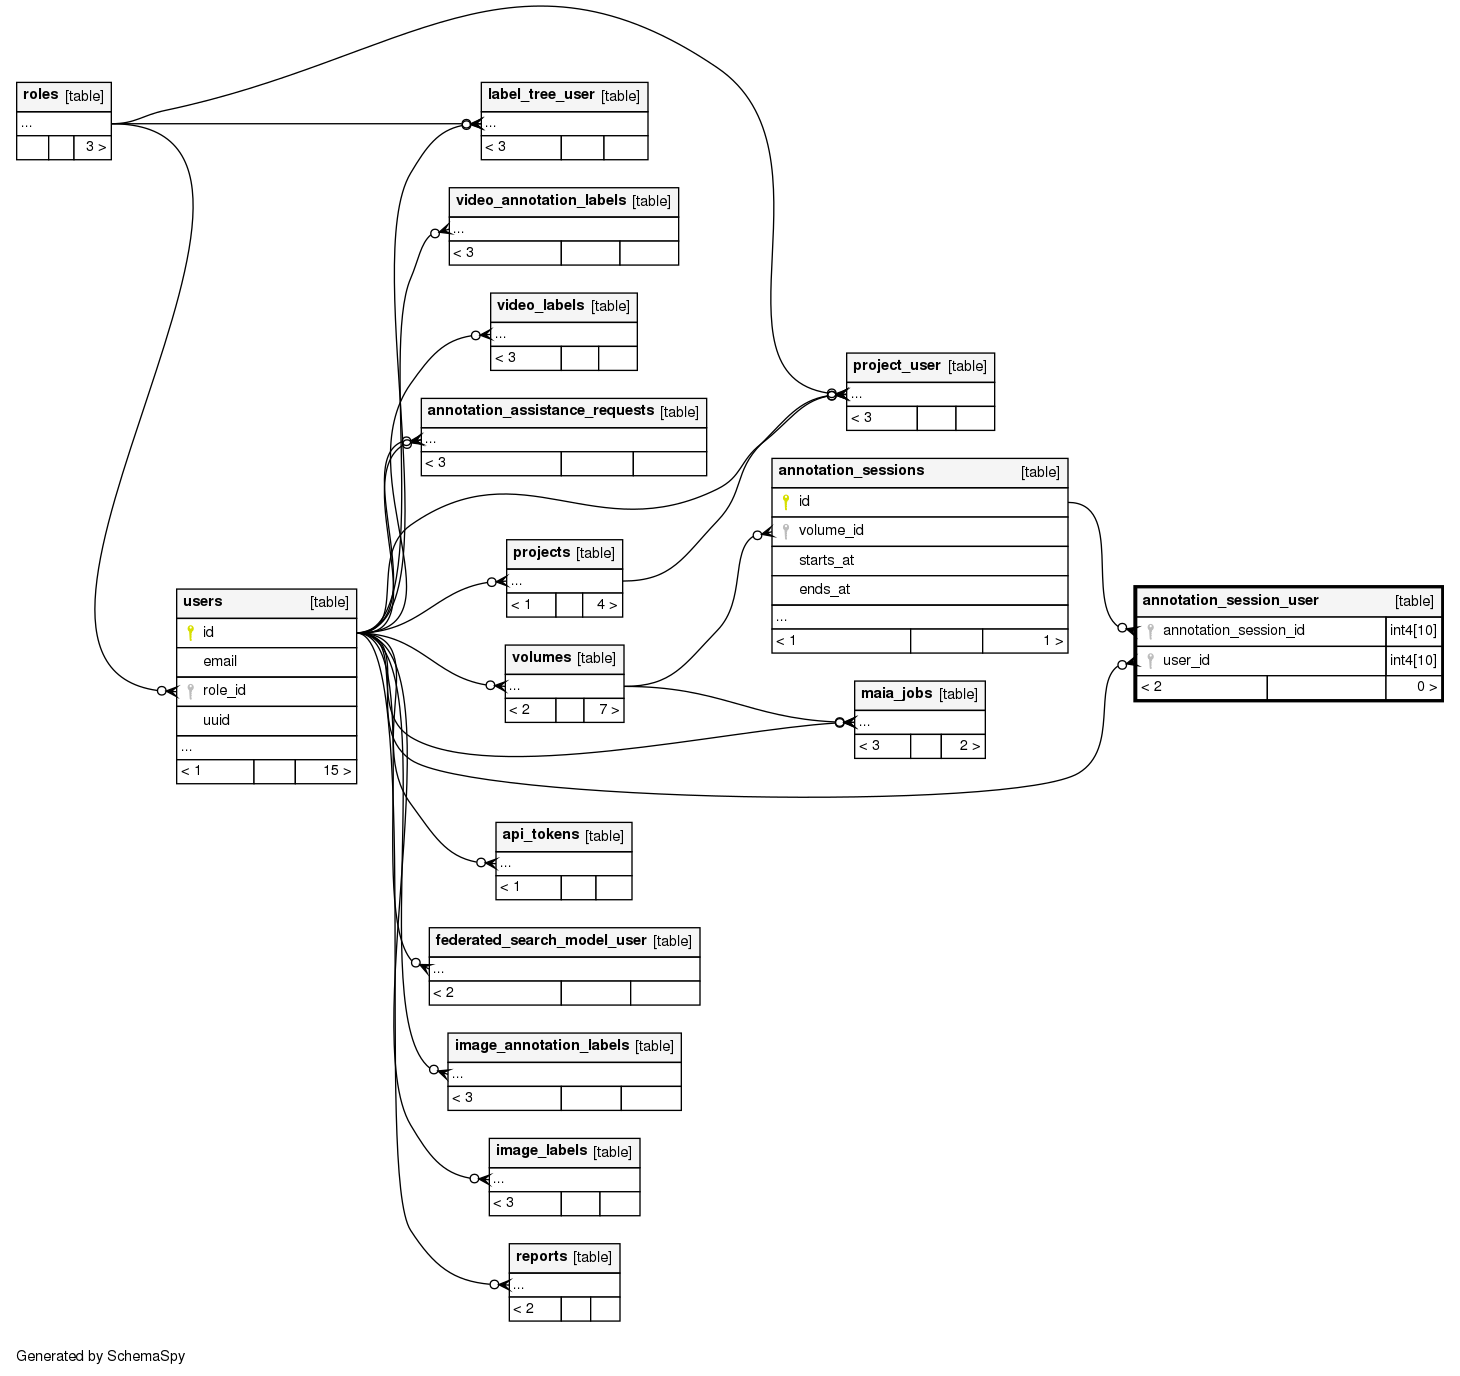 roles [table]
...
3 >
label_tree_user [table]
...
< 3
video_annotation_labels [table]
...
< 3
video_labels [table]
...
< 3
annotation_assistance_requests [table]
...
< 3
project_user [table]
...
< 3
annotation_sessions [table]
id
volume_id
starts_at
ends_at
...
< 1 1 >
projects [table]
...
< 1 4 >
users [table]
id
email
role_id
uuid
...
< 1 15 >
annotation_session_user [table]
annotation_session_id int4[10]
user_id int4[10]
< 2 0 >
volumes [table]
...
< 2 7 >
maia_jobs [table]
...
< 3 2 >
api_tokens [table]
...
< 1
federated_search_model_user [table]
...
< 2
image_annotation_labels [table]
...
< 3
image_labels [table]
...
< 3
reports [table]
...
< 2
Generated by SchemaSpy